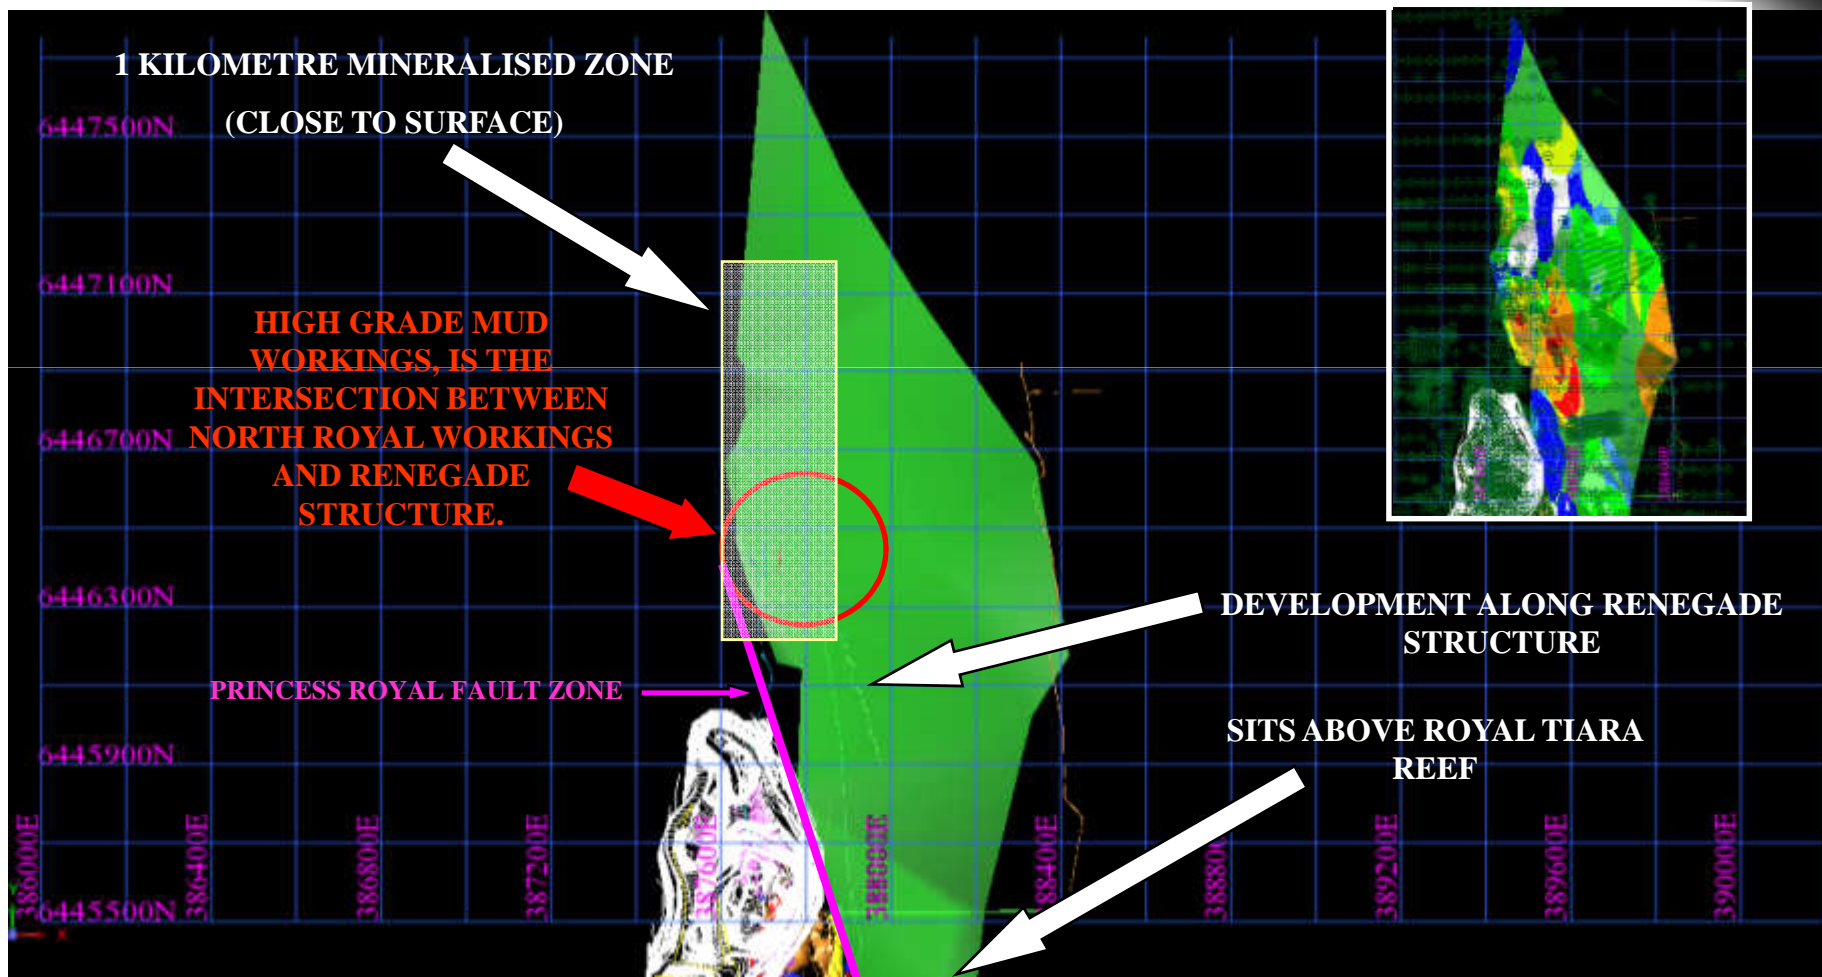 1 KILOMETRE MINERALISED ZONE
(CLOSE TO SURFACE)
6447500N
6447100N
HIGH GRADE MUD
WORKINGS, IS THE
INTERSECTION BETWEEN
NORTH ROYAL WORKINGS
AND RENEGADE
STRUCTURE.
6446700N
6446300N
DEVELOPMENT ALONG RENEGADE
STRUCTURE
PRINCESS ROYAL FAULT ZONE
SITS ABOVE ROYAL TIARA
REEF
6445900N
6445500N
386000E
386400E
386800E
387200E
387600E
388000E
388400E
388800E
389200E
389600E
390000E
X